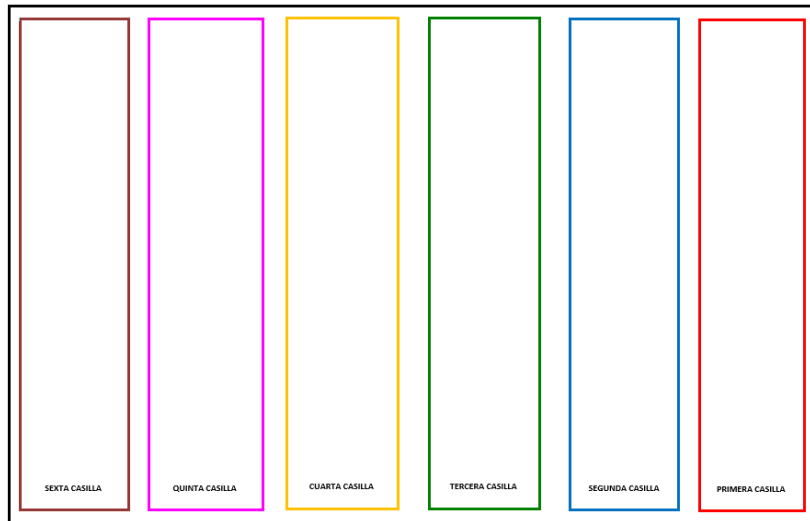 SEXTA CASILLA
QUINTA CASILLA
CUARTA CASILLA
TERCERA CASILLA
SEGUNDA CASILLA
PRIMERA CASILLA